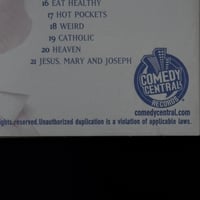 16 EAT HEALTHY
17 HOT POCKETS
18 WEIRD
19 CATHOLIC
20 HEAVEN
21 JESUS, MARY AND JOSEPH
COMEDY
CENTRAL
RECORDS
comedycentral.com
rights.reserved.Unauthorized duplication is a violation of applicable laws.